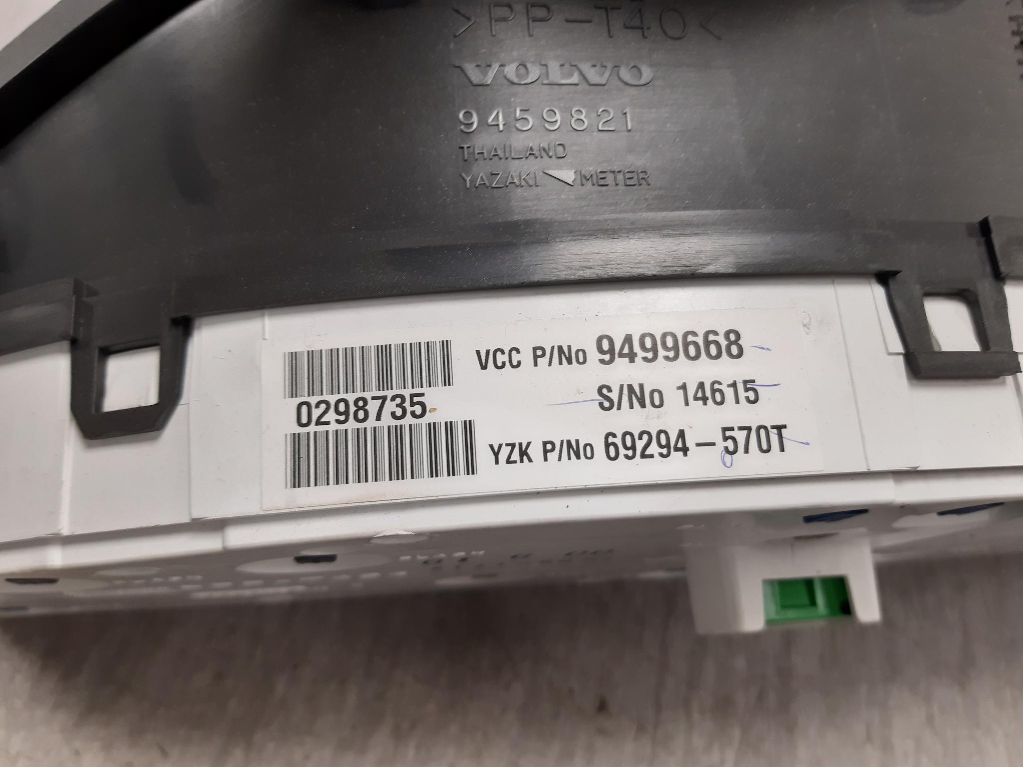 >PP-T40<
VOLVO
9459821
THAILAND
YAZAKI METER
VCC P/No 9499668
S/No 14615
0298735
YZK P/No 69294-570T